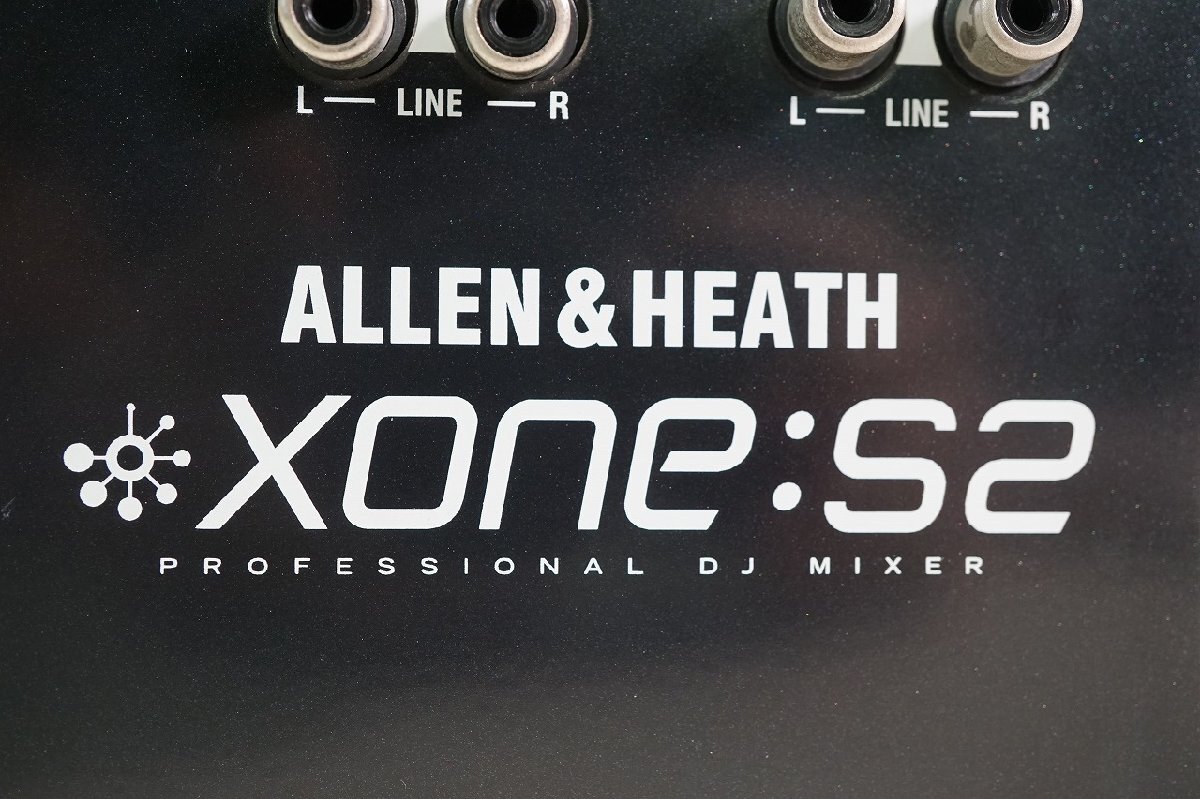 L — LINE — R L — LINE — R
ALLEN & HEATH
XONE:S2
PROFESSIONAL DJ MIXER